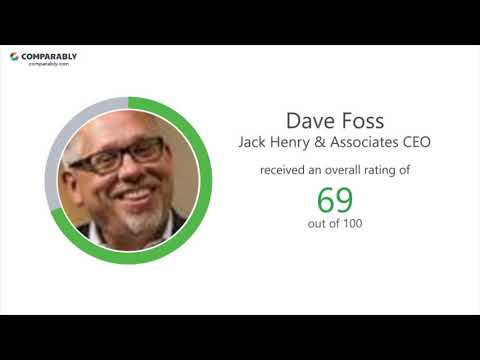 COMPARABLY
comparably.com
Dave Foss
Jack Henry & Associates CEO
received an overall rating of
69
out of 100